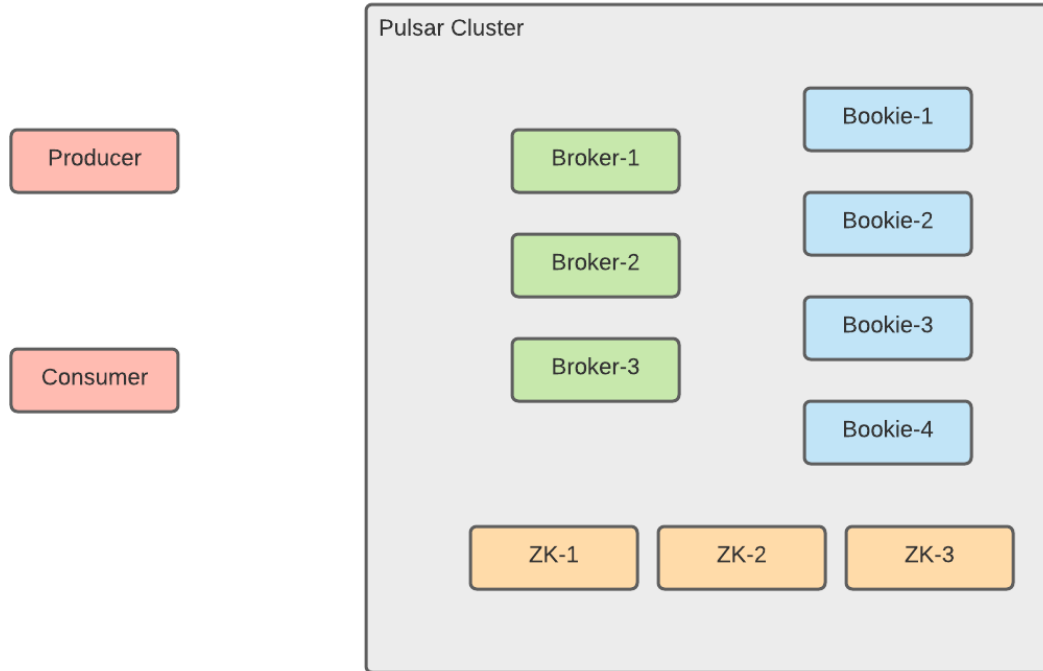 Pulsar Cluster
Producer
Consumer
Broker-1
Broker-2
Broker-3
Bookie-1
Bookie-2
Bookie-3
Bookie-4
ZK-1
ZK-2
ZK-3